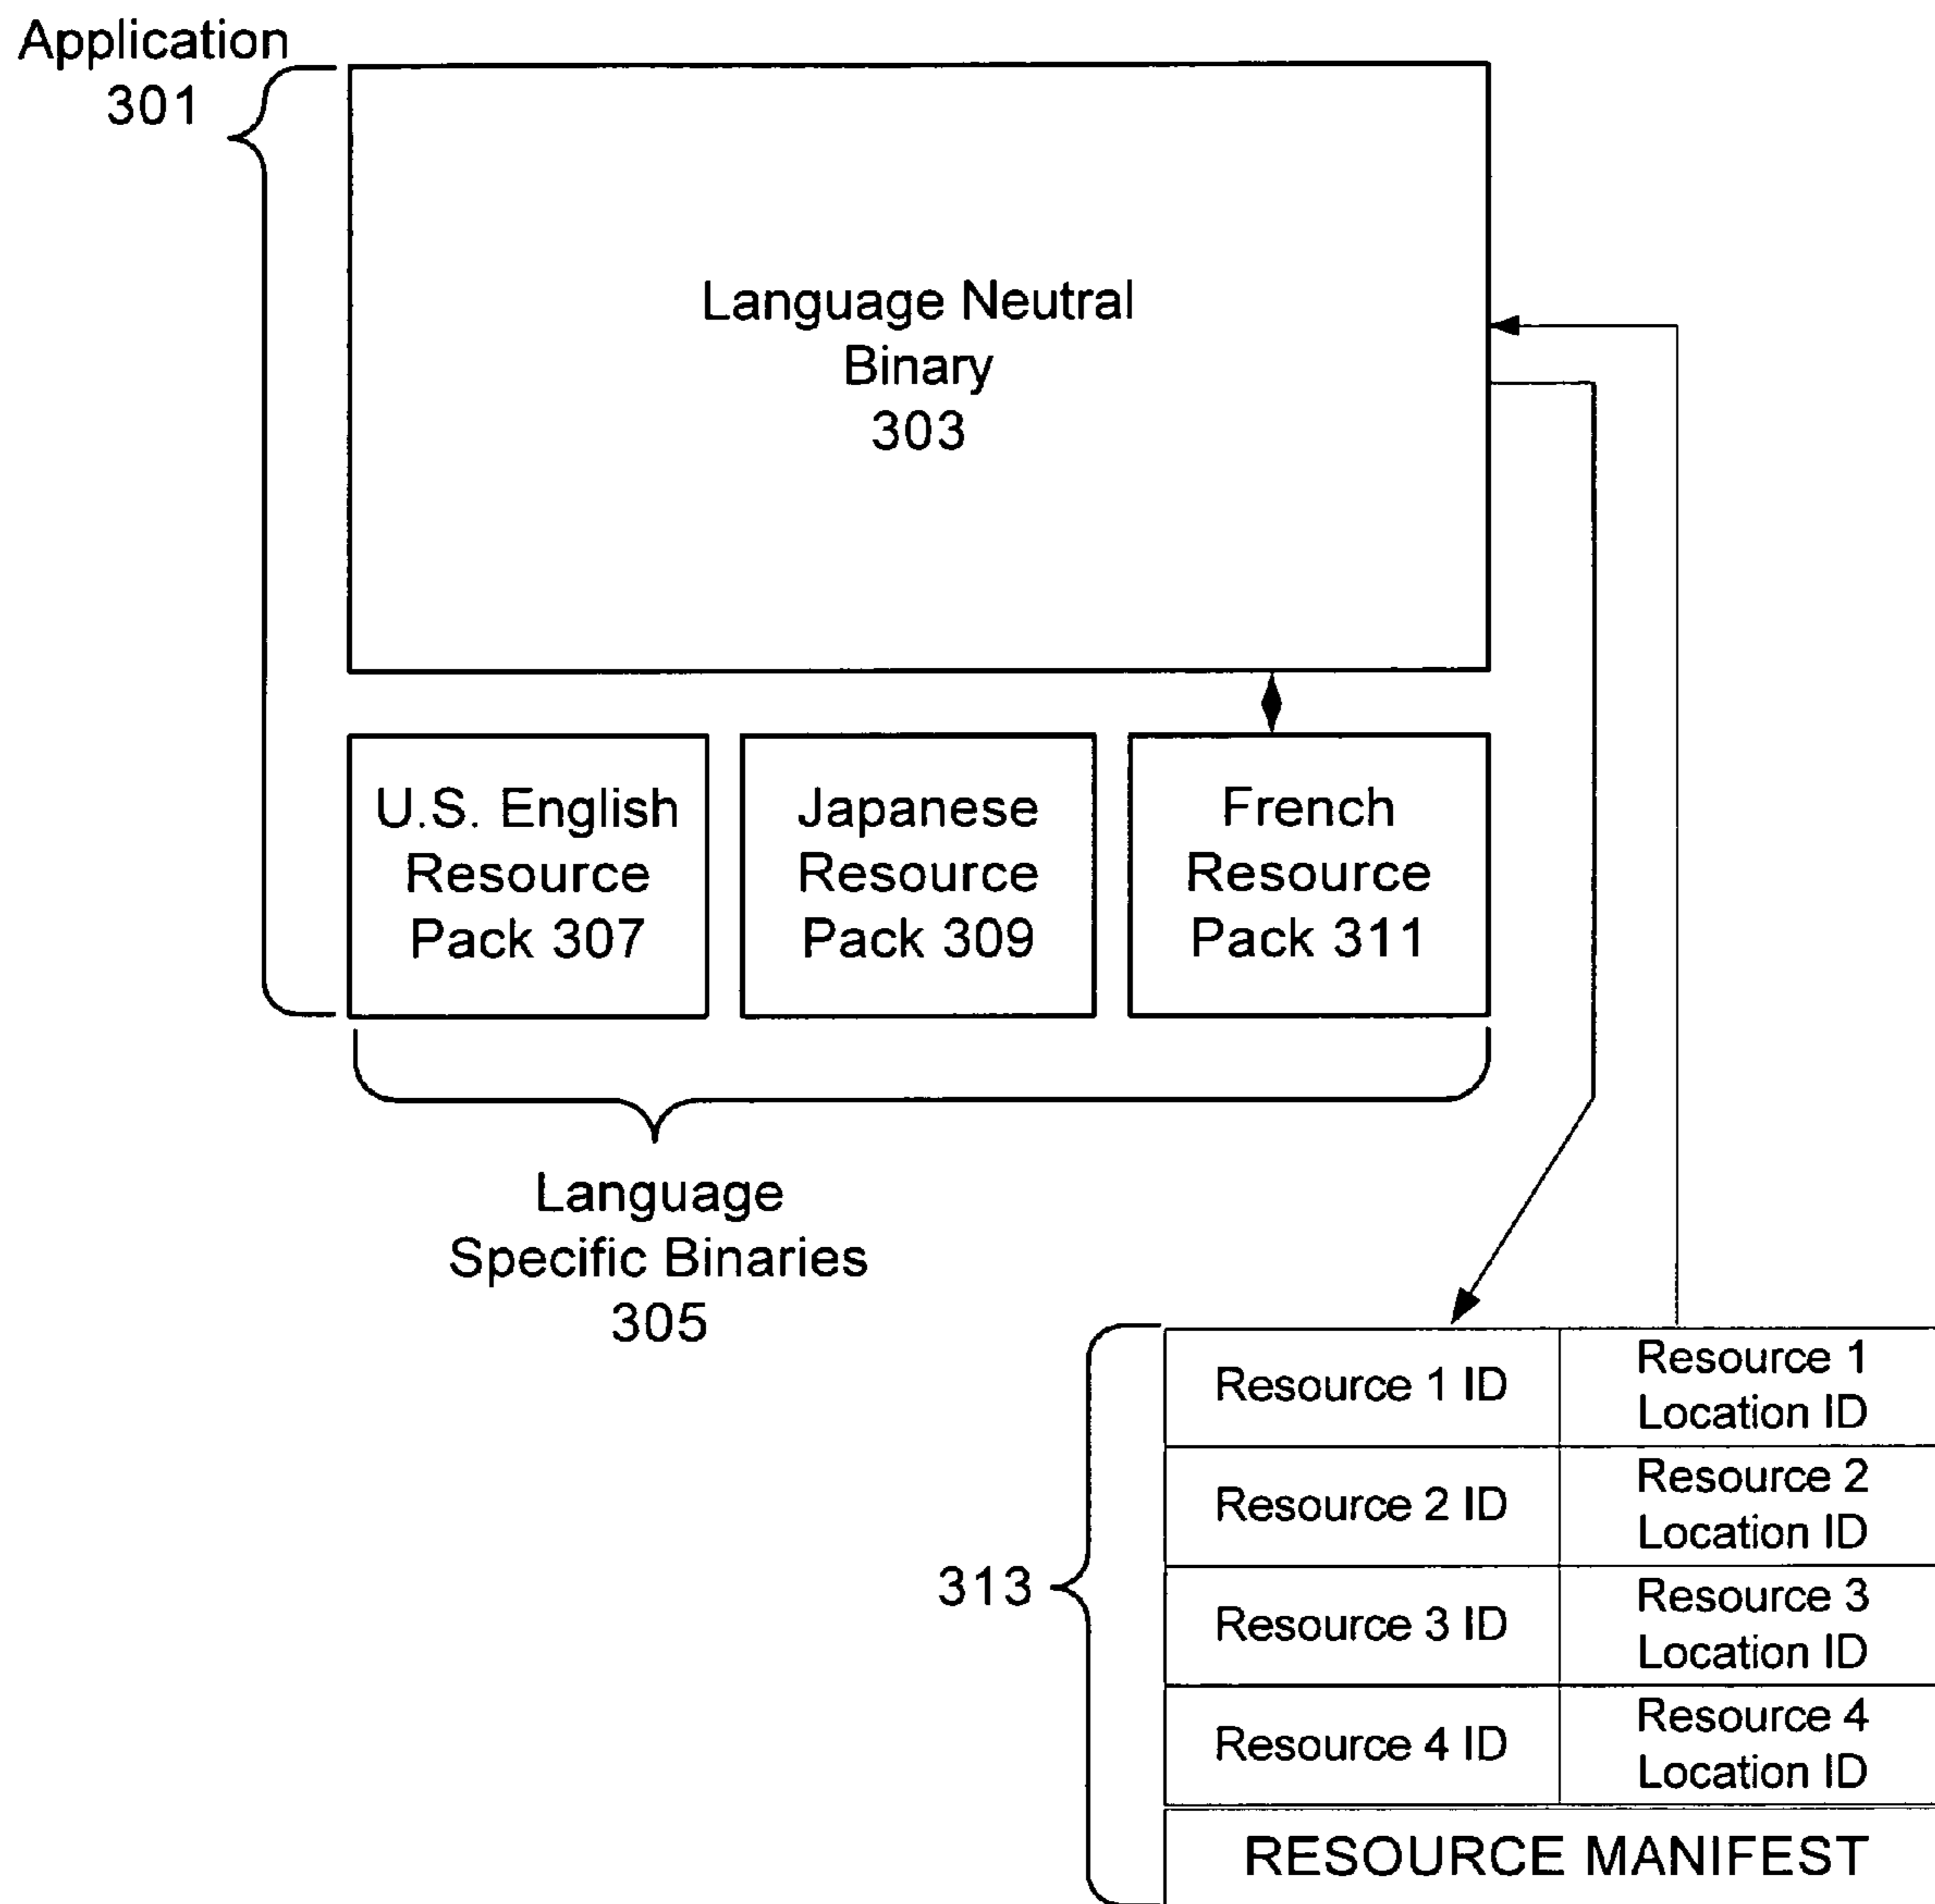 Application
301
Language Neutral
Binary
303
U.S. English
Resource
Pack 307
Japanese
Resource
Pack 309
French
Resource
Pack 311
Language
Specific Binaries
305
313
Resource 1 ID
Resource 1
Location ID
Resource 2 ID
Resource 2
Location ID
Resource 3 ID
Resource 3
Location ID
Resource 4 ID
Resource 4
Location ID
RESOURCE MANIFEST